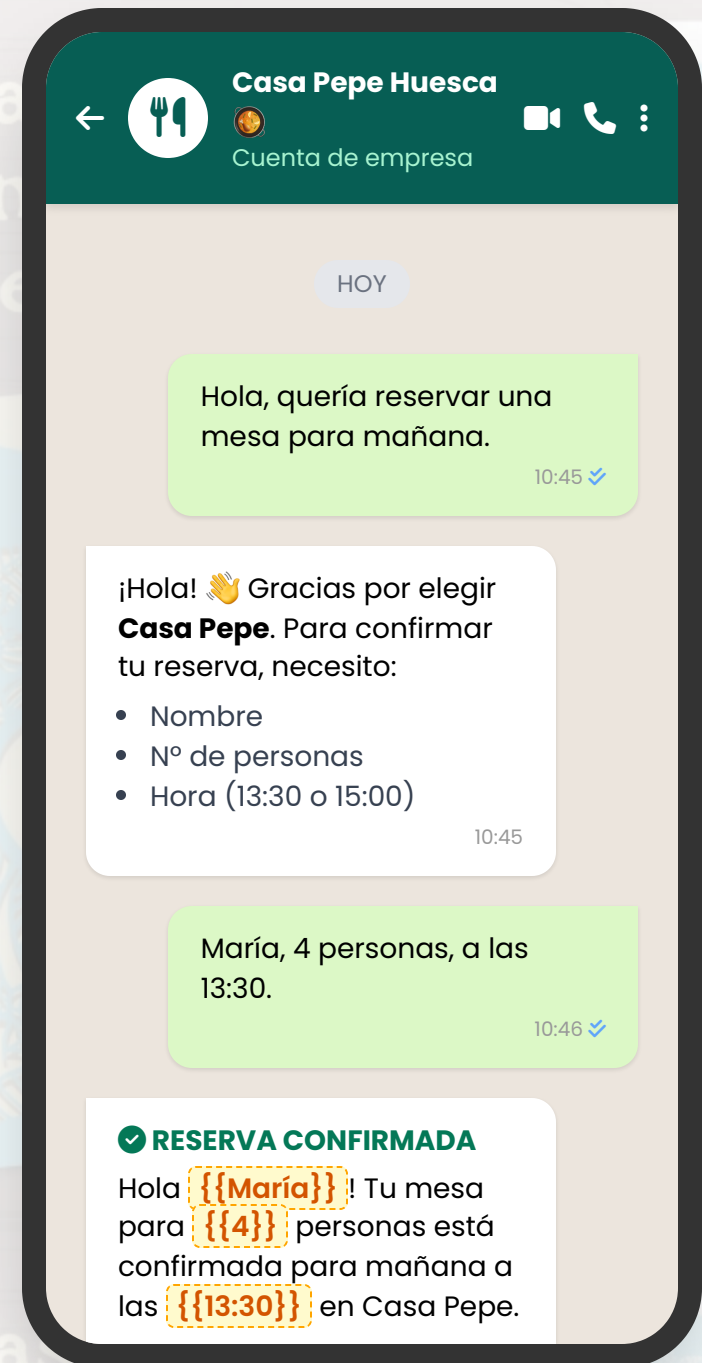 Casa Pepe Huesca
🥘
Cuenta de empresa
HOY
Hola, quería reservar una
mesa para mañana.
10:45
¡Hola! 👋 Gracias por elegir
Casa Pepe. Para confirmar
tu reserva, necesito:
• Nombre
• Nº de personas
• Hora (13:30 o 15:00)
10:45
María, 4 personas, a las
13:30.
10:46
RESERVA CONFIRMADA
Hola {{María}}! Tu mesa
para {{4}} personas está
confirmada para mañana a
las {{13:30}} en Casa Pepe.